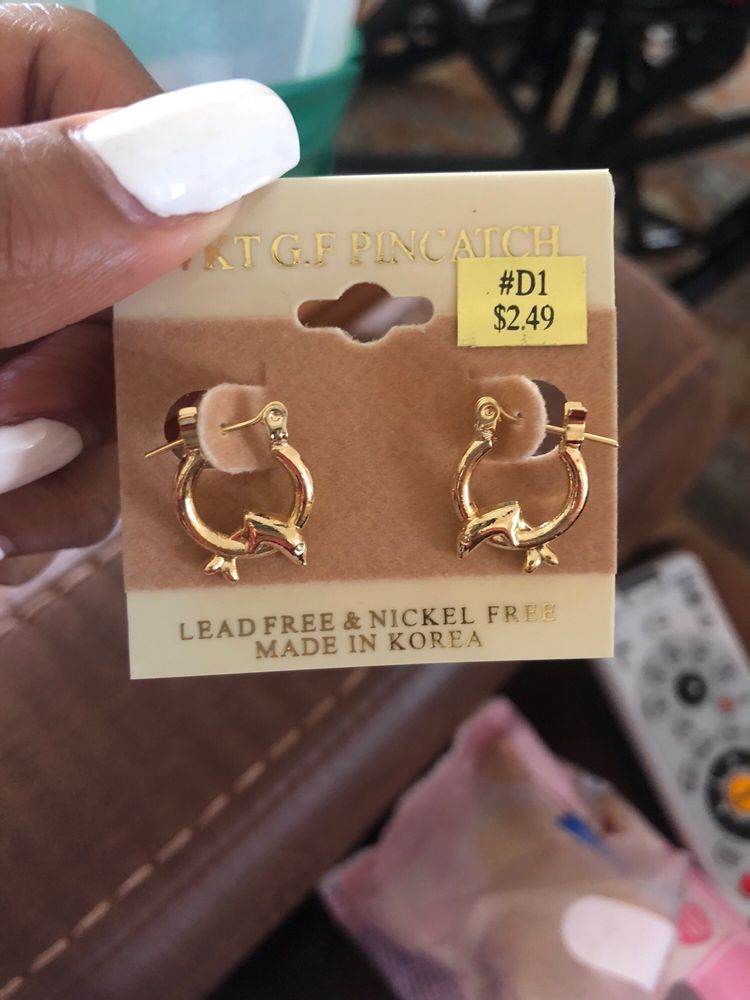 KT G.F PINCATCH
#D1
$2.49
LEAD FREE & NICKEL FREE
MADE IN KOREA